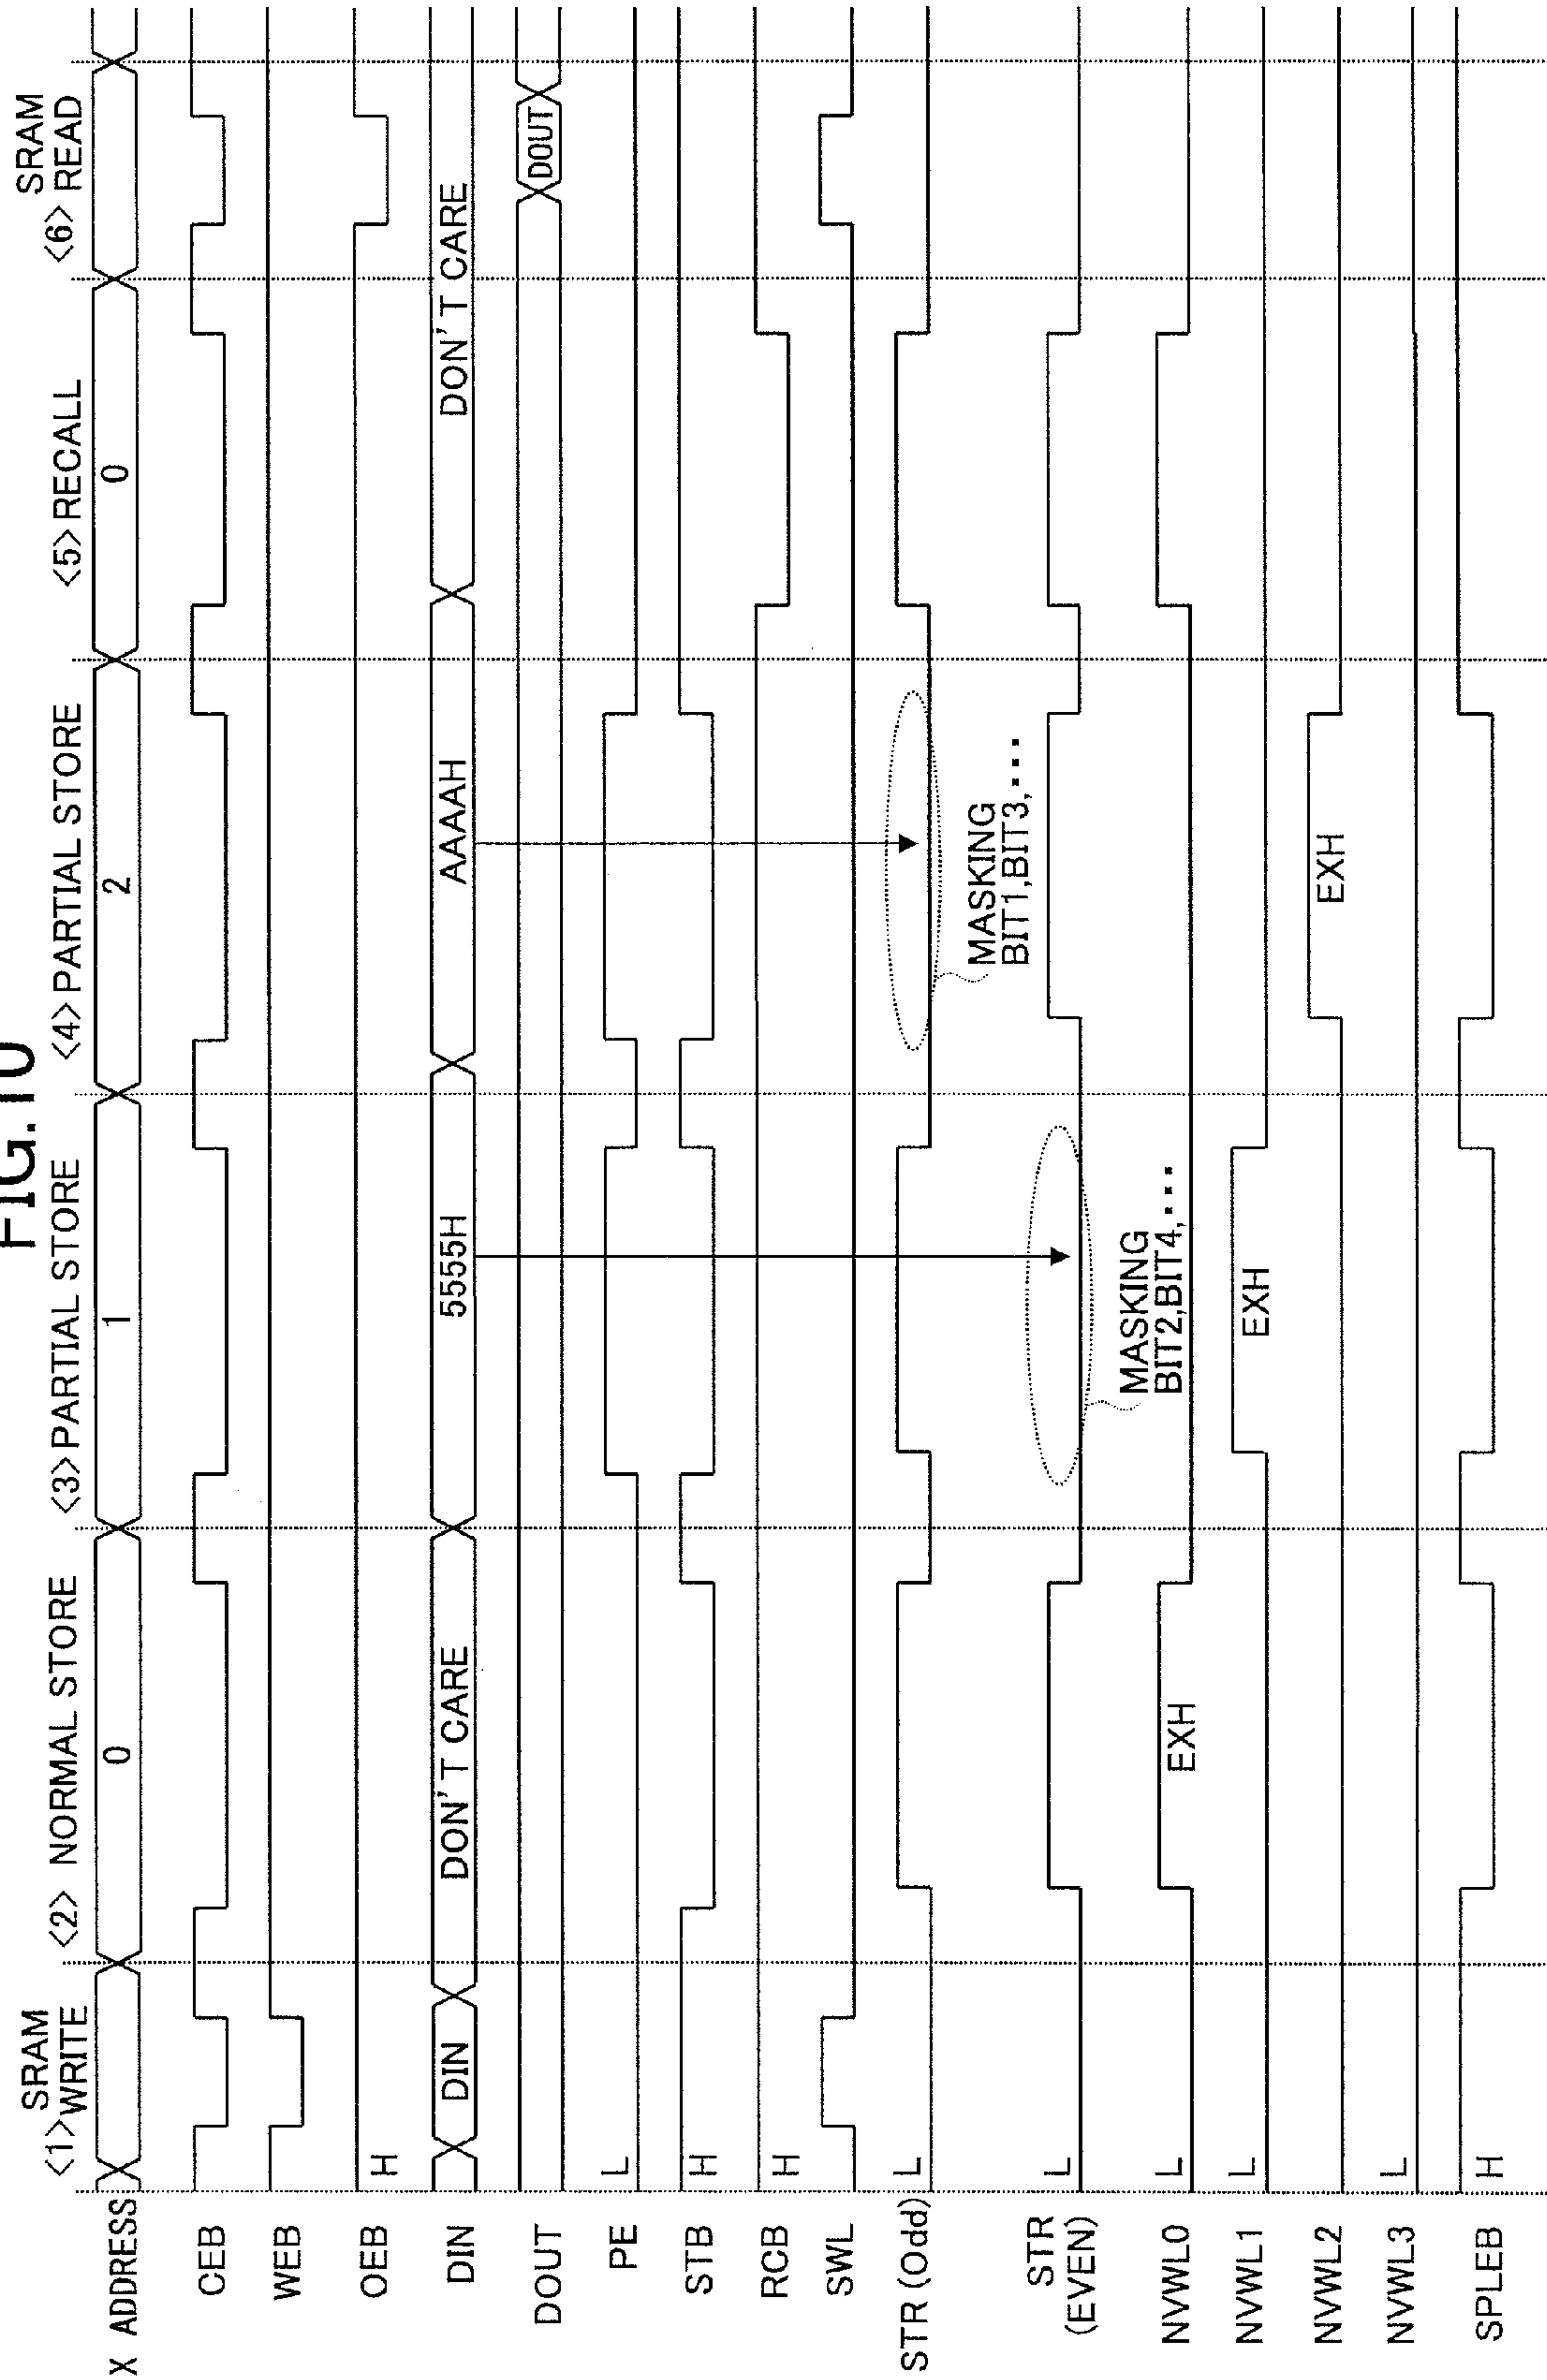 FIG.10
<1> SRAM
WRITE
<2> NORMAL STORE
<3> PARTIAL STORE
<4> PARTIAL STORE
<5> RECALL
<6> SRAM
READ
X ADDRESS
0
1
2
0
CEB
WEB
OEB
H
DIN
DIN
DON'T CARE
5555H
AAAAH
DON'T CARE
DOUT
DOUT
PE
L
STB
H
RCB
H
SWL
STR (Odd)
L
MASKING
BIT1,BIT3,...
STR
(EVEN)
L
MASKING
BIT2,BIT4,...
NVWL0
L
EXH
NVWL1
L
EXH
NVWL2
EXH
NVWL3
L
SPLEB
H